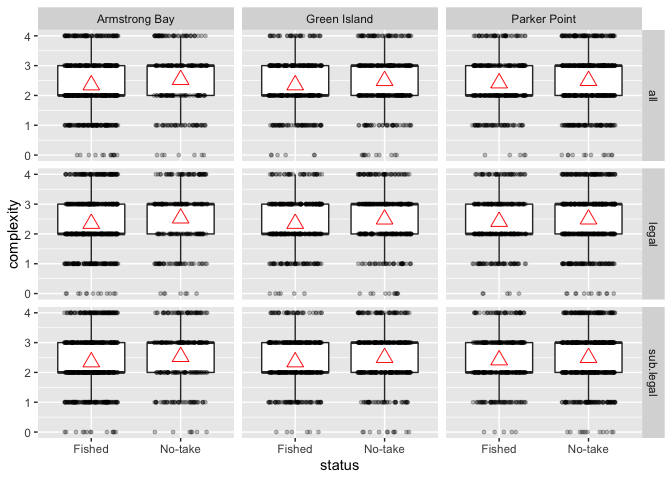 Armstrong Bay Green Island Parker Point
4
3
2
1
0
all
4
3
2
1
0
legal
4
3
2
1
0
sub.legal
complexity
Fished No-take Fished No-take Fished No-take
status